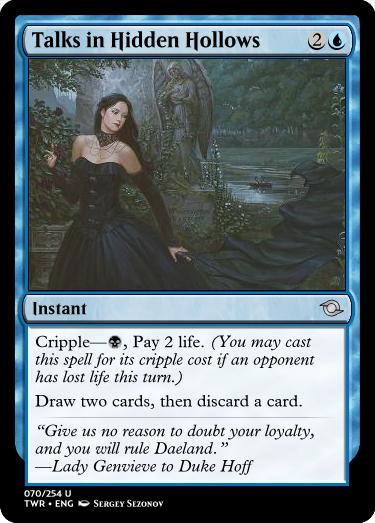 Talks in Hidden Hollows 2
Instant
Cripple—, Pay 2 life. (You may cast
this spell for its cripple cost if an opponent
has lost life this turn.)
Draw two cards, then discard a card.
“Give us no reason to doubt your loyalty,
and you will rule Daeland.”
—Lady Genvieve to Duke Hoff
070/254 U
TWR • ENG Sergey Sezonov